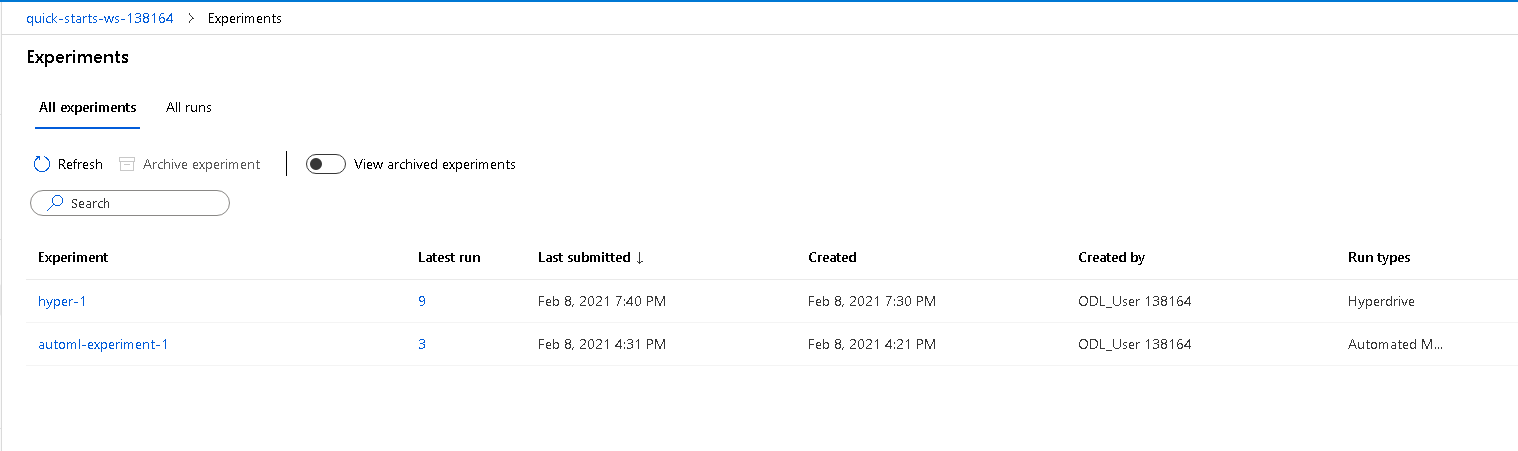 quick-starts-ws-138164 > Experiments
Experiments
All experiments All runs
Refresh Archive experiment View archived experiments
Search
Experiment Latest run Last submitted ↓ Created Created by Run types
hyper-1 9 Feb 8, 2021 7:40 PM Feb 8, 2021 7:30 PM ODL_User 138164 Hyperdrive
automl-experiment-1 3 Feb 8, 2021 4:31 PM Feb 8, 2021 4:21 PM ODL_User 138164 Automated M...